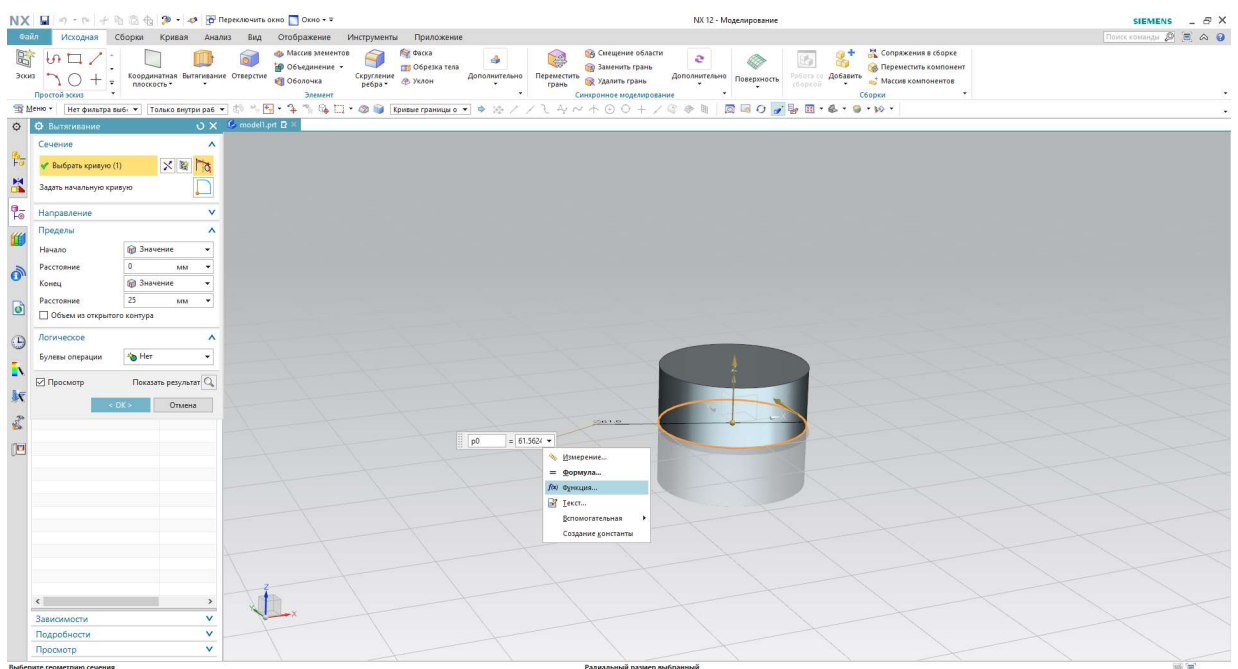 NX Переключить окно Окно NX 12 - Моделирование SIEMENS
Файл Исходная Сборки Кривая Анализ Вид Отображение Инструменты Приложение Поиск команды
Эскиз
Простой эскиз
Координатная плоскость
Вытягивание
Отверстие
Массив элементов
Объединение
Оболочка
Скругление ребра
Фаска
Обрезка тела
Уклон
Дополнительно
Элемент
Переместить грань
Смещение области
Заменить грань
Удалить грань
Дополнительно
Синхронное моделирование
Поверхность
Работа со сборкой
Добавить
Сопряжения в сборке
Переместить компонент
Массив компонентов
Сборки
Меню Нет фильтра выб Только внутри раб Кривые границы о
Вытягивание
model1.prt
Сечение
Выбрать кривую (1)
Задать начальную кривую
Направление
Пределы
Начало Значение
Расстояние 0 мм
Конец Значение
Расстояние 25 мм
Объем из открытого контура
Логическое
Булевы операции Нет
Просмотр Показать результат
< OK > Отмена
p0 = 61.5624
Измерение...
= Формула...
f(x) Функция...
Текст...
Вспомогательная
Создание константы
Z
Y
X
Зависимости
Подробности
Просмотр
Выберите геометрию сечения Радиальный размер выбранный